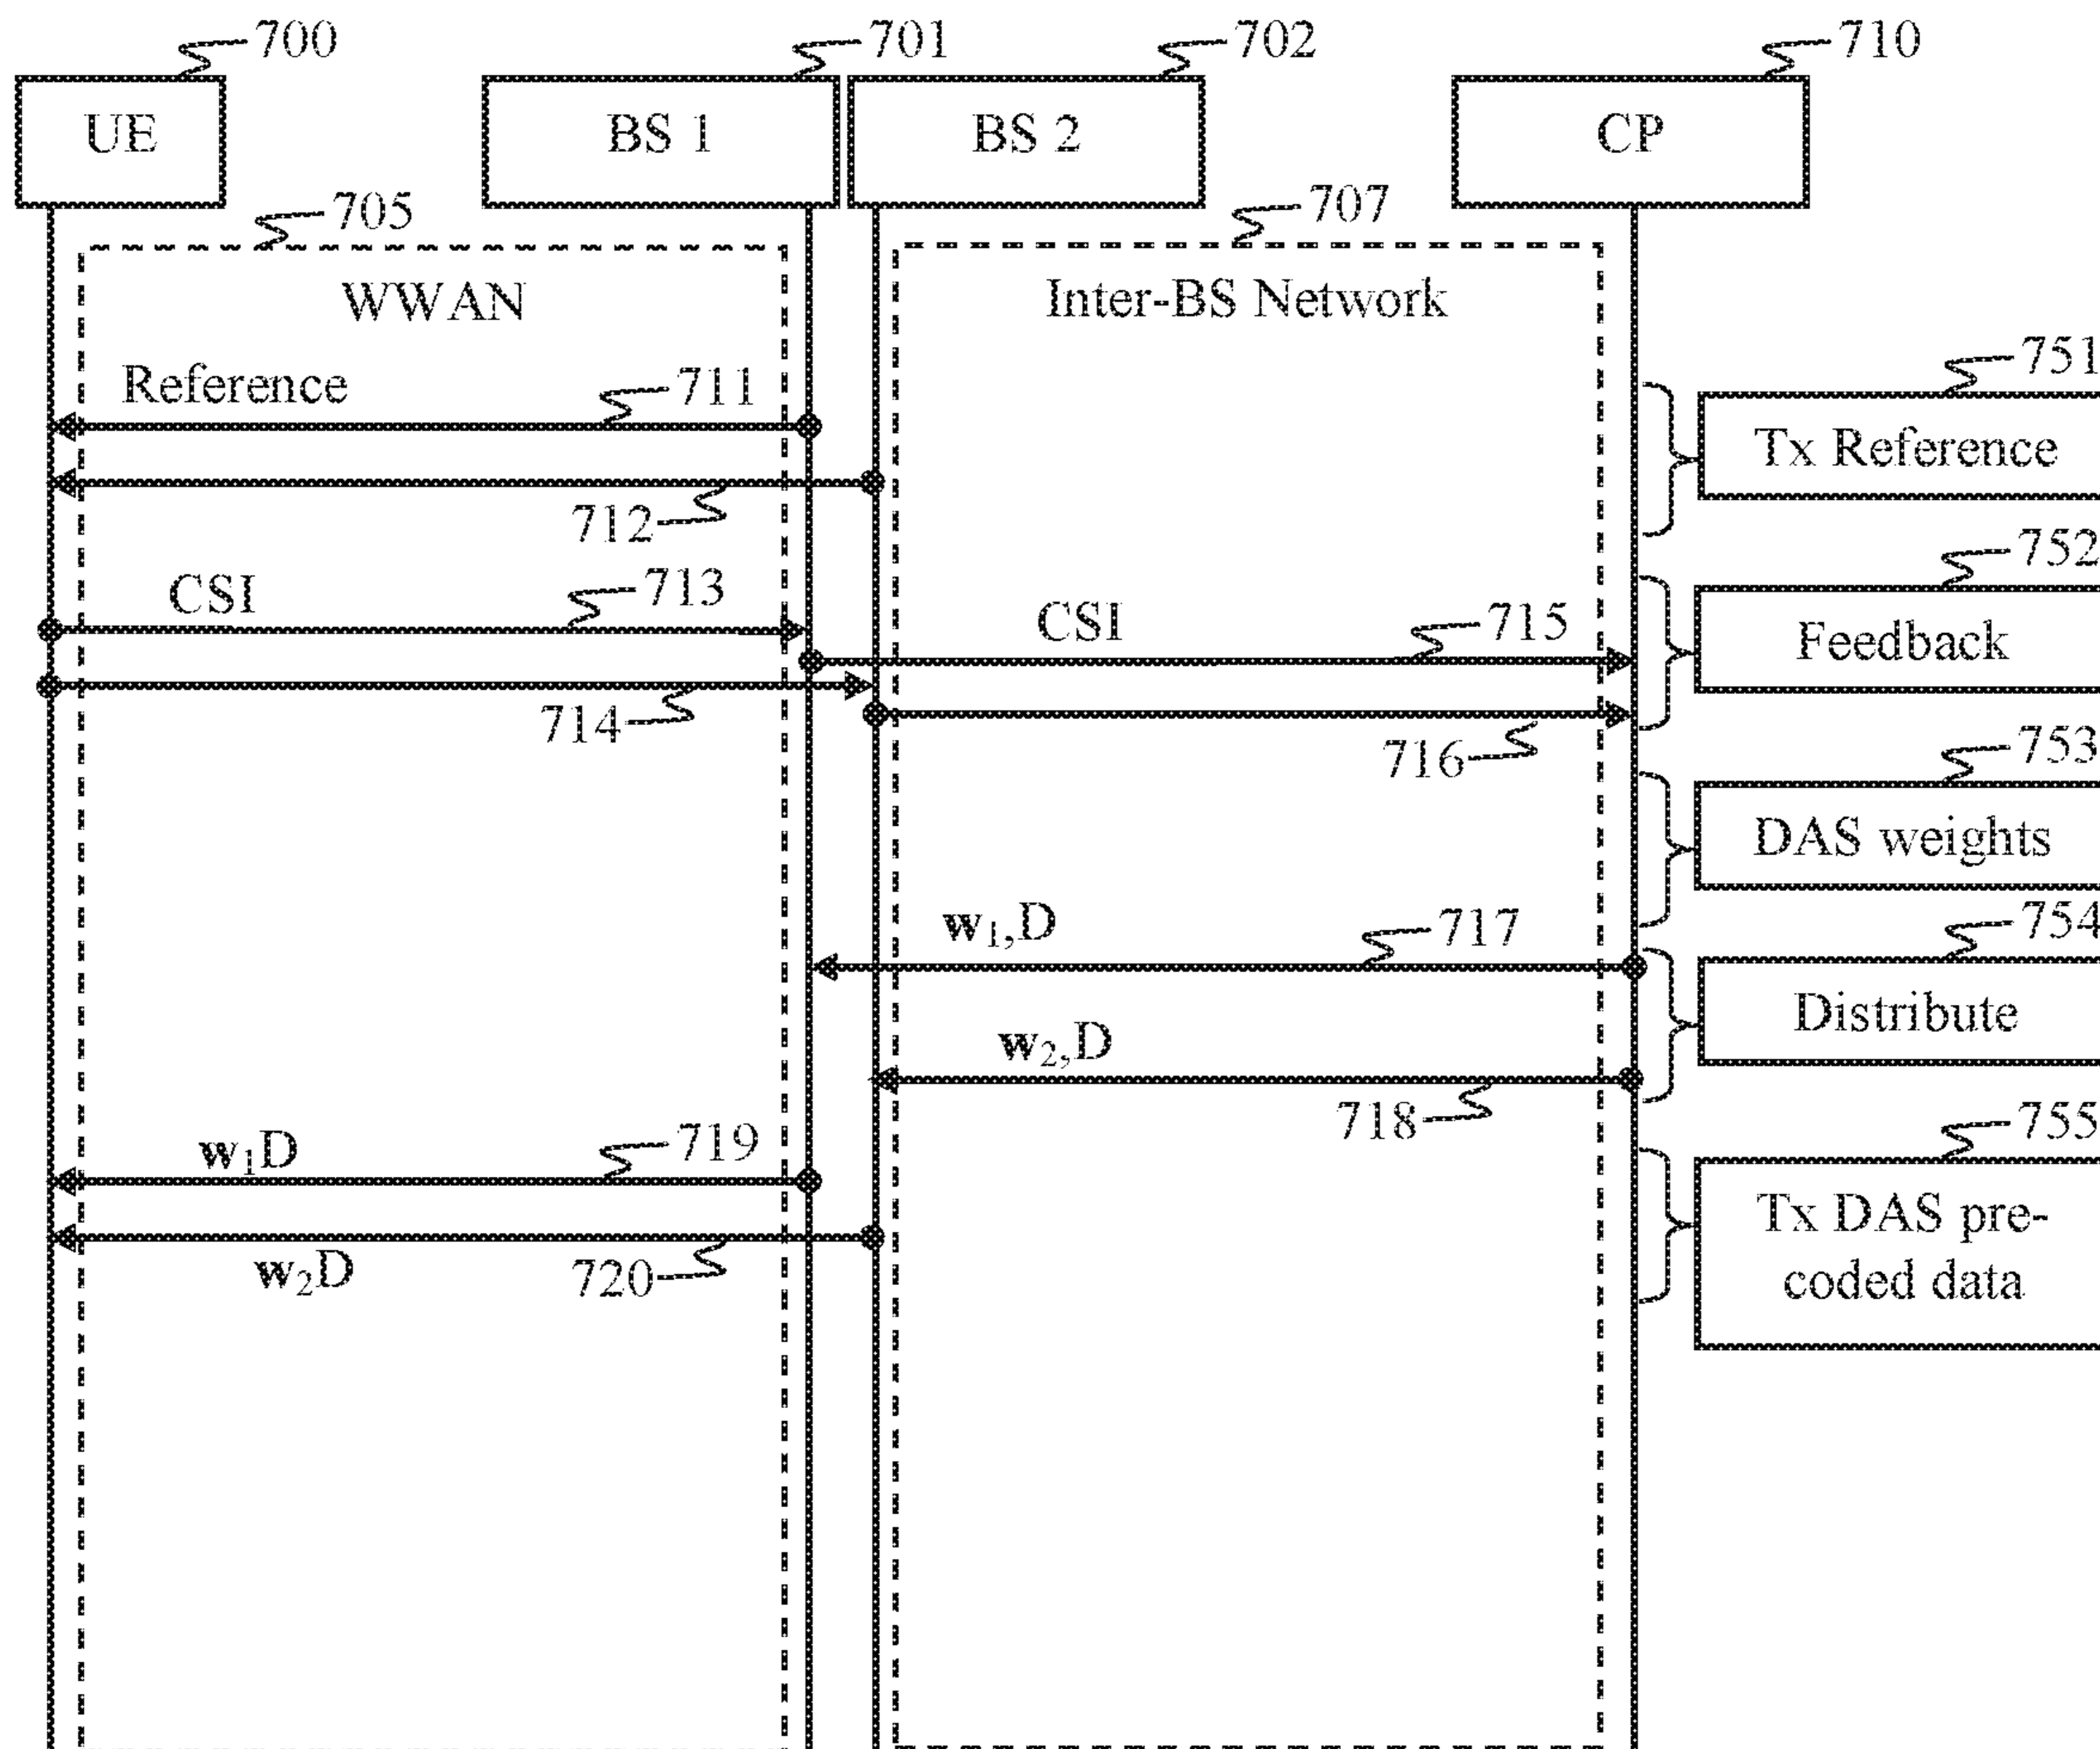 700
701
702
710
UE
BS 1
BS 2
CP
705
707
WWAN
Inter-BS Network
751
Reference
711
Tx Reference
712
752
CSI
713
CSI
715
Feedback
714
716
753
DAS weights
w₁,D
717
754
Distribute
w₂,D
718
755
w₁D
719
Tx DAS pre-
coded data
w₂D
720